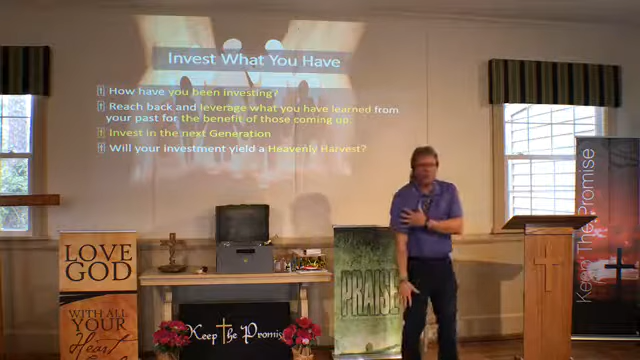 Invest What You Have
How have you been investing?
Reach back and leverage what you have learned from
your past for the benefit of those coming up.
Invest in the next Generation
Will your investment yield a Heavenly Harvest?
LOVE
GOD
WITH ALL
YOUR
Heart
Keep the Promise
PRAISE
Keep The Promise